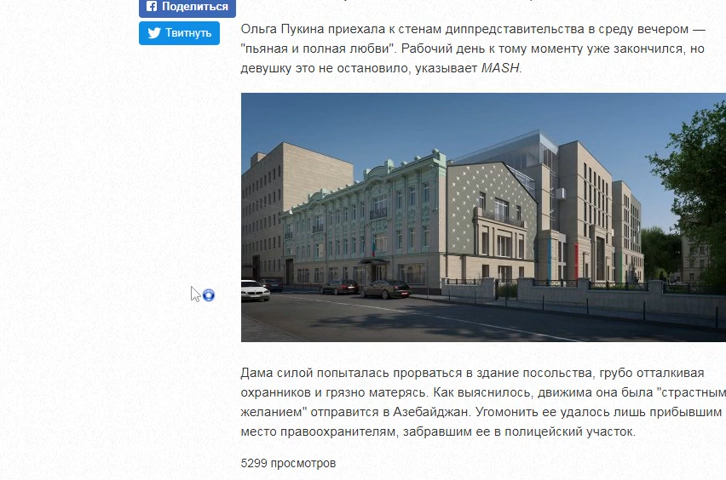 Поделиться
Твитнуть
Ольга Пукина приехала к стенам диппредставительства в среду вечером —
"пьяная и полная любви". Рабочий день к тому моменту уже закончился, но
девушку это не остановило, указывает MASH.
Дама силой попыталась прорваться в здание посольства, грубо отталкивая
охранников и грязно матерясь. Как выяснилось, движима она была "страстным
желанием" отправится в Азебайджан. Угомонить ее удалось лишь прибывшим
место правоохранителям, забравшим ее в полицейский участок.
5299 просмотров